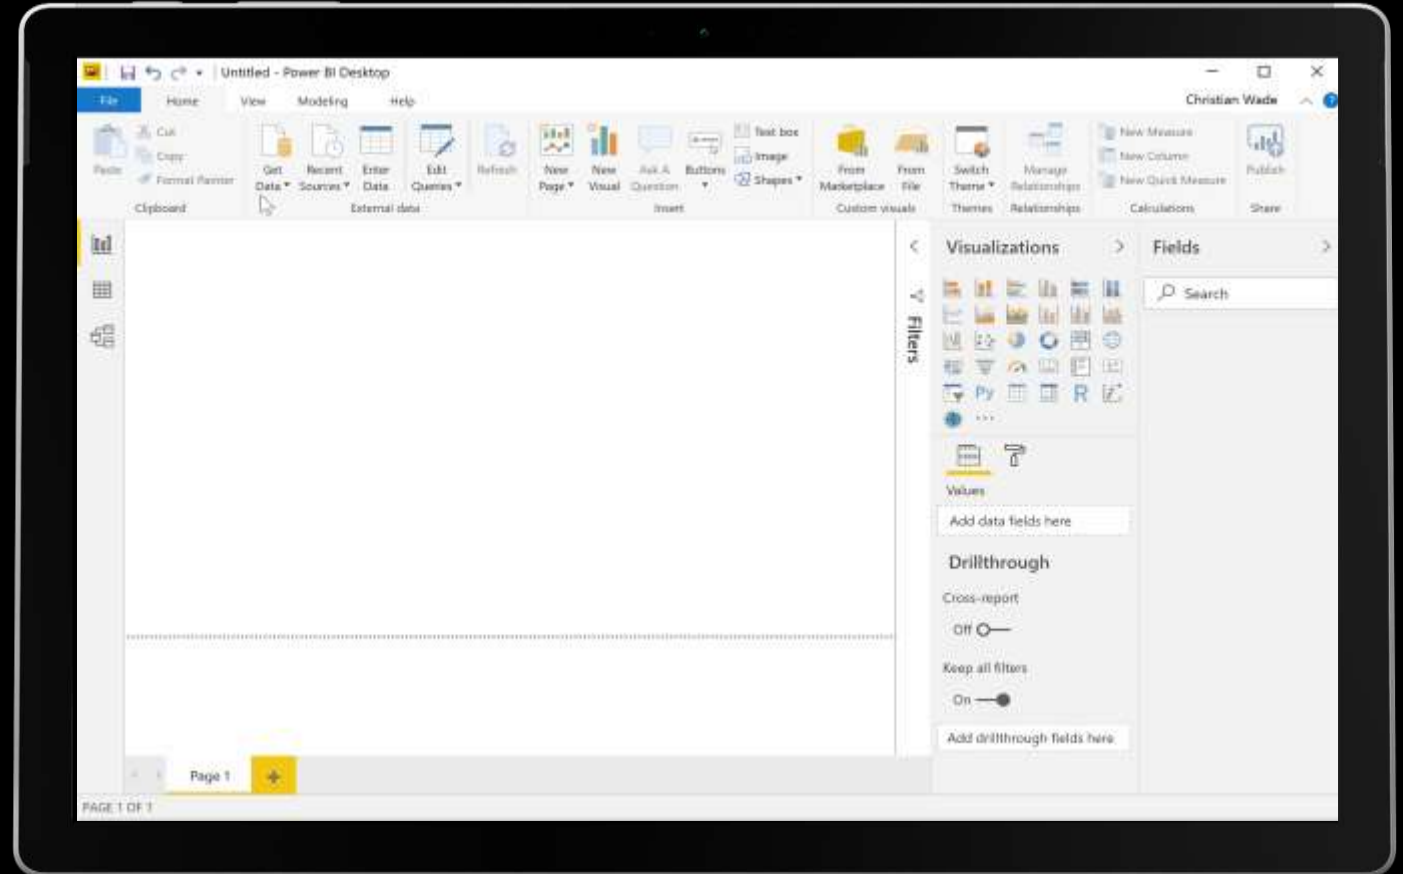 Untitled - Power BI Desktop
File Home View Modeling Help Christian Wade
Paste Cut Copy Format Painter
Clipboard
Get Data Recent Sources Enter Data Edit Queries
External data
Refresh
New Page New Visual Ask A Question Buttons Text box Image Shapes
Insert
From Marketplace From File
Custom visuals
Switch Theme
Themes
Manage Relationships
Relationships
New Measure
New Column
New Quick Measure
Calculations
Publish
Share
Filters
Visualizations
Py R
Values
Add data fields here
Drillthrough
Cross-report
Off
Keep all filters
On
Add drillthrough fields here
Fields
Search
Page 1 +
PAGE 1 OF 1